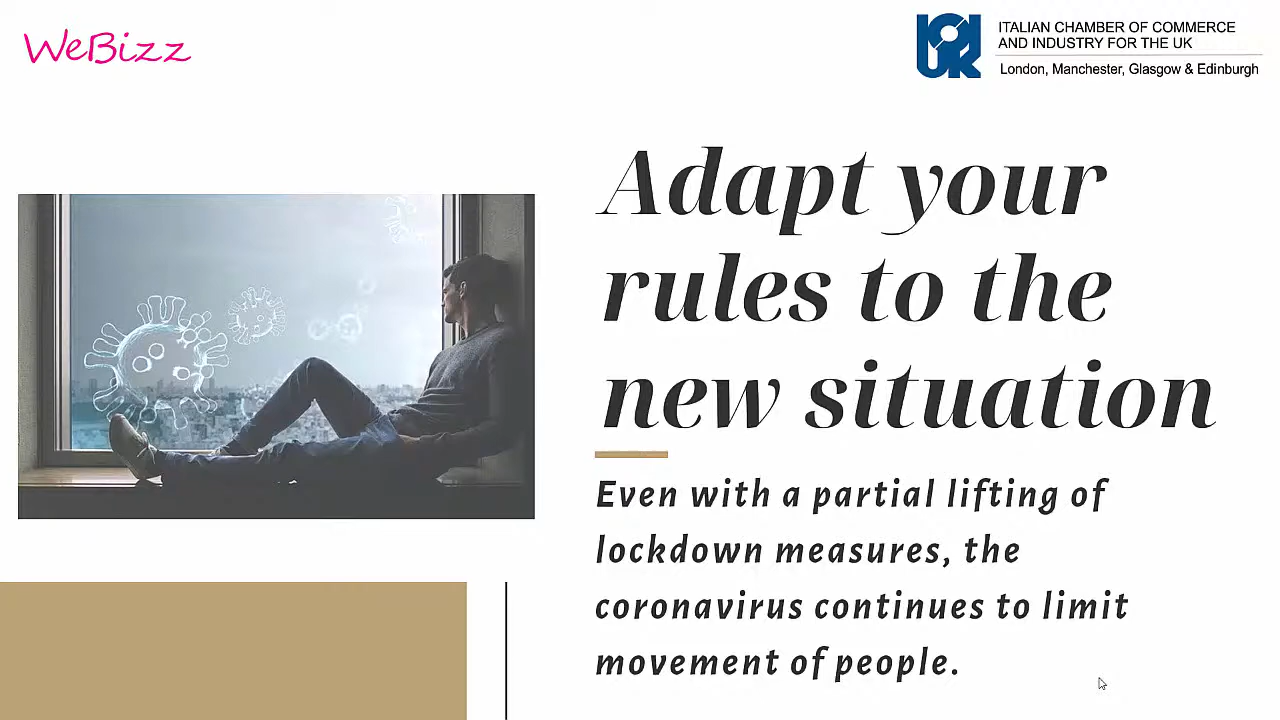 WeBizz
ITALIAN CHAMBER OF COMMERCE
AND INDUSTRY FOR THE UK
London, Manchester, Glasgow & Edinburgh
Adapt your
rules to the
new situation
Even with a partial lifting of
lockdown measures, the
coronavirus continues to limit
movement of people.